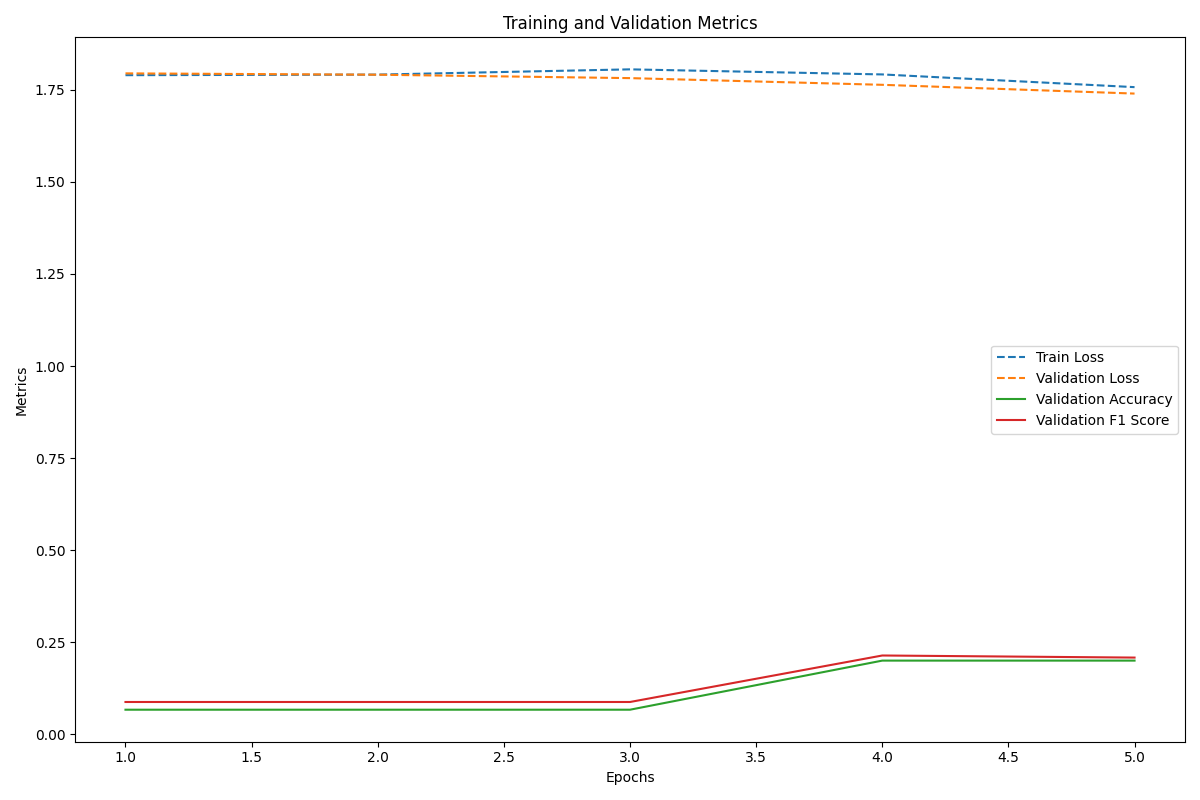 Training and Validation Metrics
Metrics
1.75
1.50
1.25
1.00
0.75
0.50
0.25
0.00
Train Loss
Validation Loss
Validation Accuracy
Validation F1 Score
1.0 1.5 2.0 2.5 3.0 3.5 4.0 4.5 5.0
Epochs